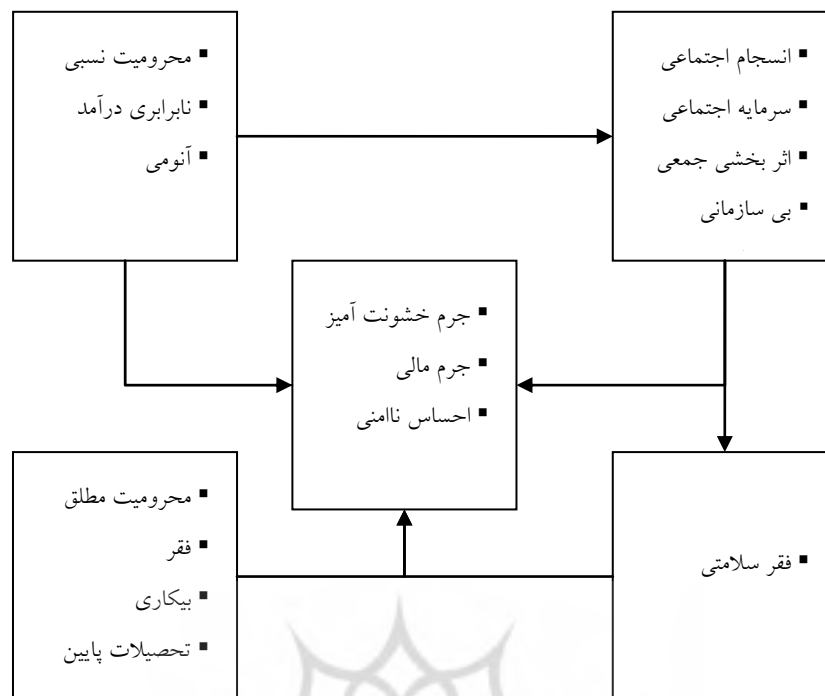 ▪ انسجام اجتماعی
▪ سرمایه اجتماعی
▪ اثر بخشی جمعی
▪ بی سازمانی
▪ محرومیت نسبی
▪ نابرابری درآمد
▪ آنومی
▪ جرم خشونت آمیز
▪ جرم مالی
▪ احساس ناامنی
▪ فقر سلامتی
▪ محرومیت مطلق
▪ فقر
▪ بیکاری
▪ تحصیلات پایین